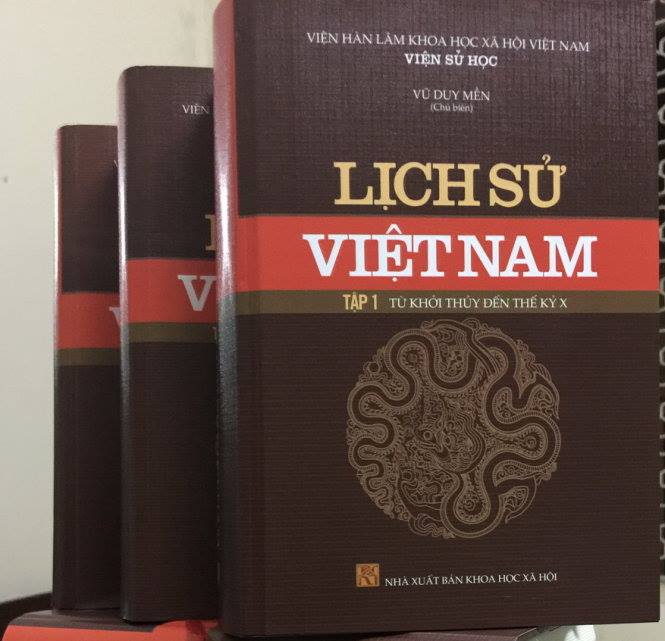 VIỆN HÀN LÂM KHOA HỌC XÃ HỘI VIỆT NAM
VIỆN SỬ HỌC
VŨ DUY MỀN
(Chủ biên)
LỊCH SỬ
VIỆT NAM
TẬP 1 TỪ KHỞI THỦY ĐẾN THẾ KỶ X
NHÀ XUẤT BẢN KHOA HỌC XÃ HỘI
VIỆN